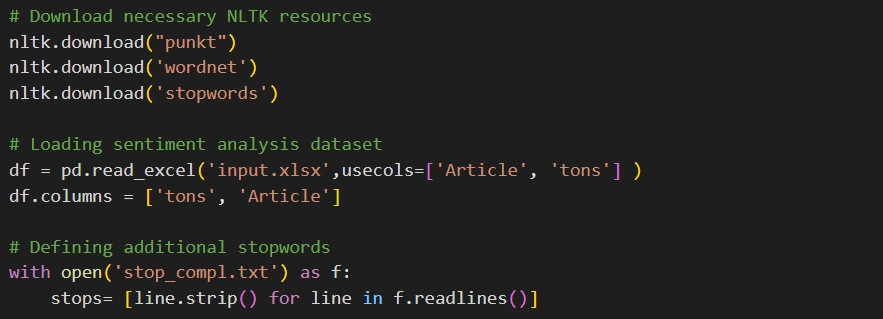 # Download necessary NLTK resources
nltk.download("punkt")
nltk.download('wordnet')
nltk.download('stopwords')
# Loading sentiment analysis dataset
df = pd.read_excel('input.xlsx',usecols=['Article', 'tons'] )
df.columns = ['tons', 'Article']
# Defining additional stopwords
with open('stop_compl.txt') as f:
    stops= [line.strip() for line in f.readlines()]